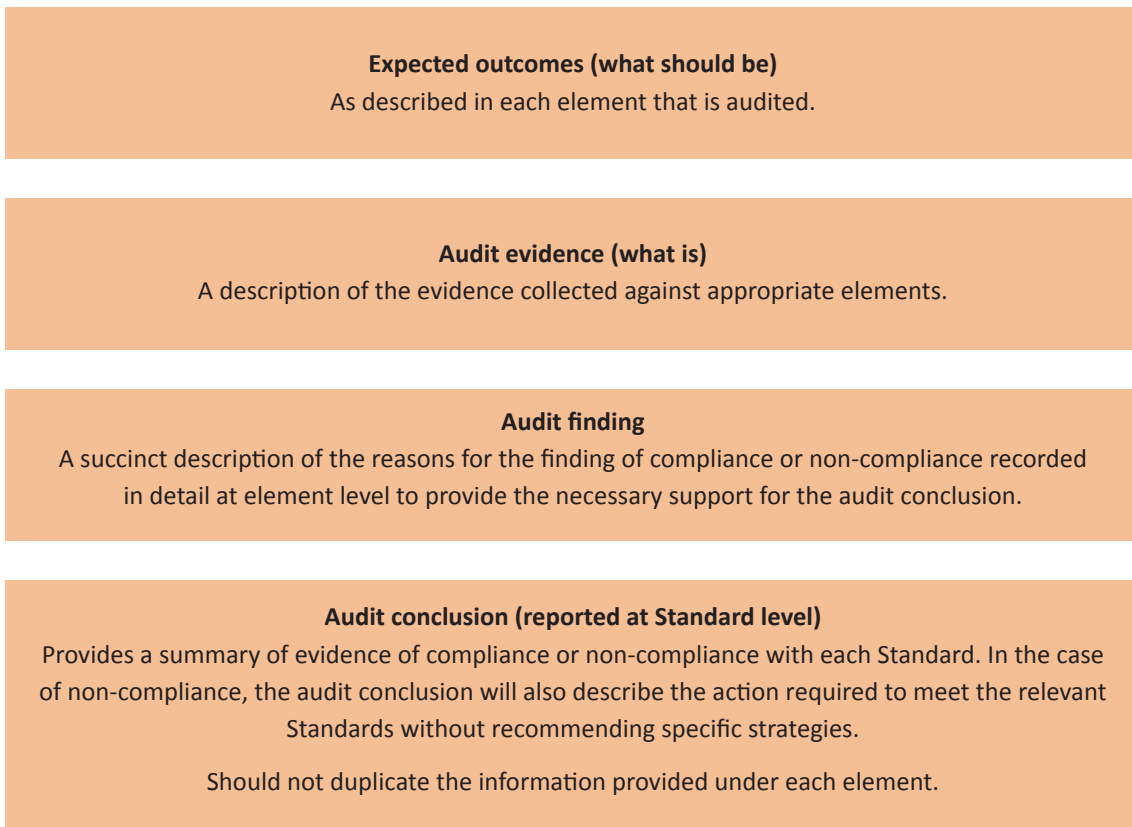 Expected outcomes (what should be)
As described in each element that is audited.
Audit evidence (what is)
A description of the evidence collected against appropriate elements.
Audit finding
A succinct description of the reasons for the finding of compliance or non-compliance recorded
in detail at element level to provide the necessary support for the audit conclusion.
Audit conclusion (reported at Standard level)
Provides a summary of evidence of compliance or non-compliance with each Standard. In the case
of non-compliance, the audit conclusion will also describe the action required to meet the relevant
Standards without recommending specific strategies.
Should not duplicate the information provided under each element.